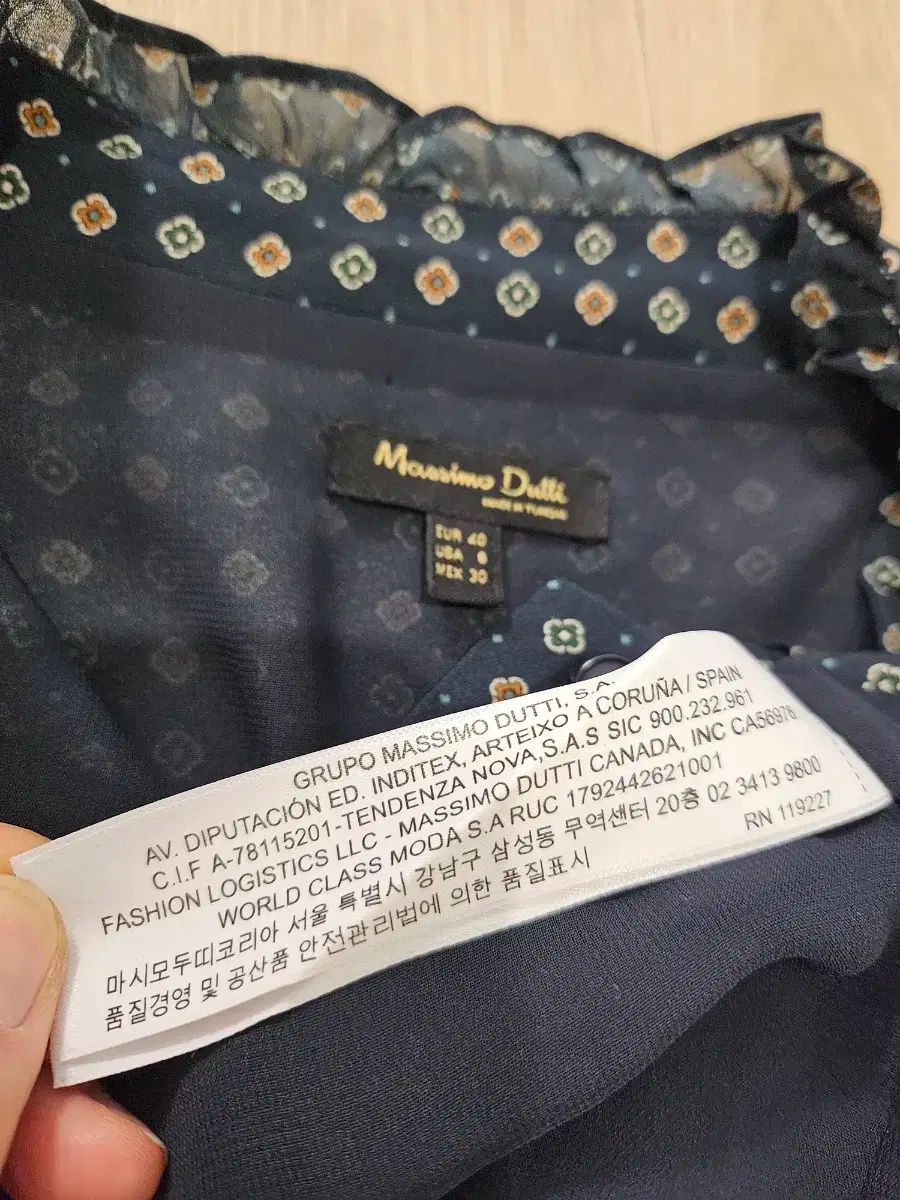 Massimo Dutti
MADE IN TUNISIA
EUR 40
USA 8
MEX 30
GRUPO MASSIMO DUTTI, S.A.
AV. DIPUTACIÓN ED. INDITEX, ARTEIXO A CORUÑA / SPAIN
C.I.F A-78115201-TENDENZA NOVA,S.A.S SIC 900.232.961
FASHION LOGISTICS LLC - MASSIMO DUTTI CANADA, INC CA56976
WORLD CLASS MODA S.A RUC 1792442621001
마시모두띠코리아 서울 특별시 강남구 삼성동 무역센터 20층 02 3413 9800
품질경영 및 공산품 안전관리법에 의한 품질표시
RN 119227